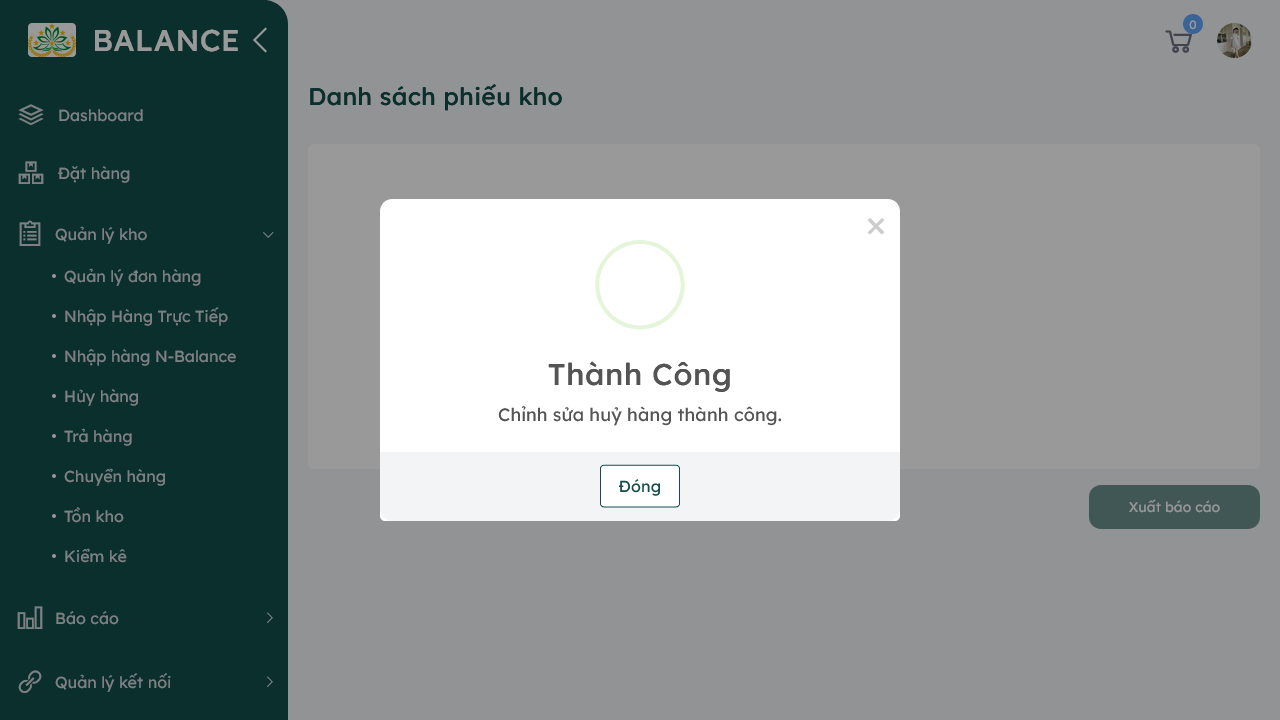 BALANCE
0
Dashboard
Đặt hàng
Quản lý kho
Quản lý đơn hàng
Nhập Hàng Trực Tiếp
Nhập hàng N-Balance
Hủy hàng
Trả hàng
Chuyển hàng
Tồn kho
Kiểm kê
Báo cáo
Quản lý kết nối
Danh sách phiếu kho
Thành Công
Chỉnh sửa huỷ hàng thành công.
Đóng
Xuất báo cáo